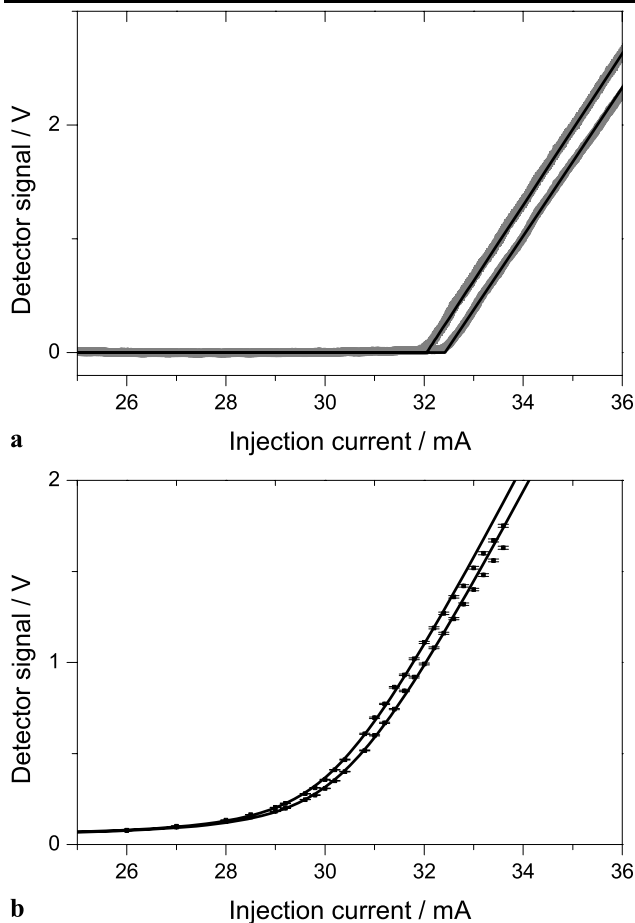 2
0
Detector signal / V
26 28 30 32 34 36
Injection current / mA
a
2
1
0
Detector signal / V
26 28 30 32 34 36
Injection current / mA
b